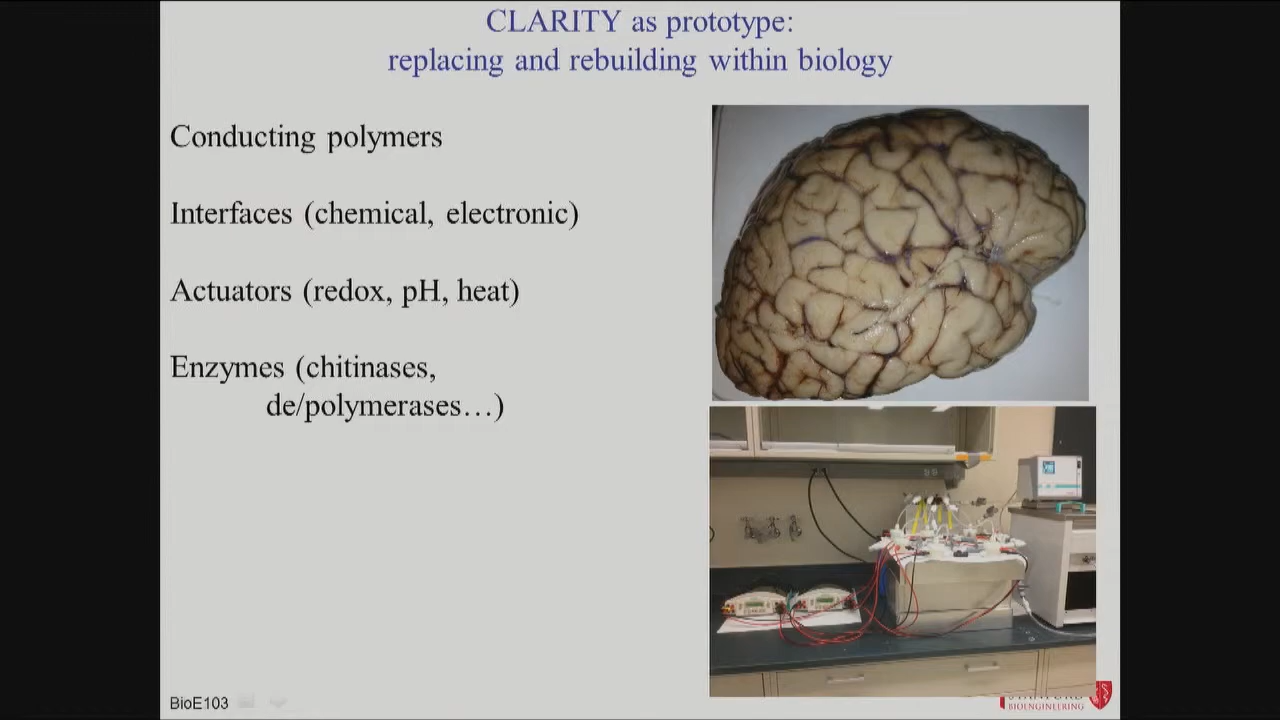 CLARITY as prototype:
replacing and rebuilding within biology
Conducting polymers
Interfaces (chemical, electronic)
Actuators (redox, pH, heat)
Enzymes (chitinases,
de/polymerases…)
BioE103
BIOENGINEERING